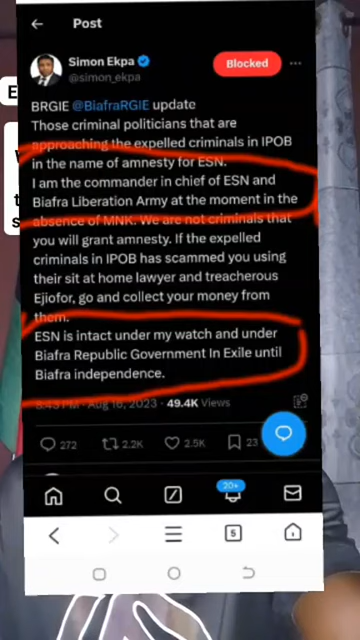 Post
Simon Ekpa
@simon_ekpa
Blocked
BRGIE @BiafraRGIE update
Those criminal politicians that are
approaching the expelled criminals in IPOB
in the name of amnesty for ESN.
I am the commander in chief of ESN and
Biafra Liberation Army at the moment in the
absence of MNK. We are not criminals that
you will grant amnesty. If the expelled
criminals in IPOB has scammed you using
their sit at home lawyer and treacherous
Ejiofor, go and collect your money from
them.
ESN is intact under my watch and under
Biafra Republic Government In Exile until
Biafra independence.
8:43 PM · Aug 16, 2023 · 49.4K Views
272 2.2K 2.5K 23
20+
5